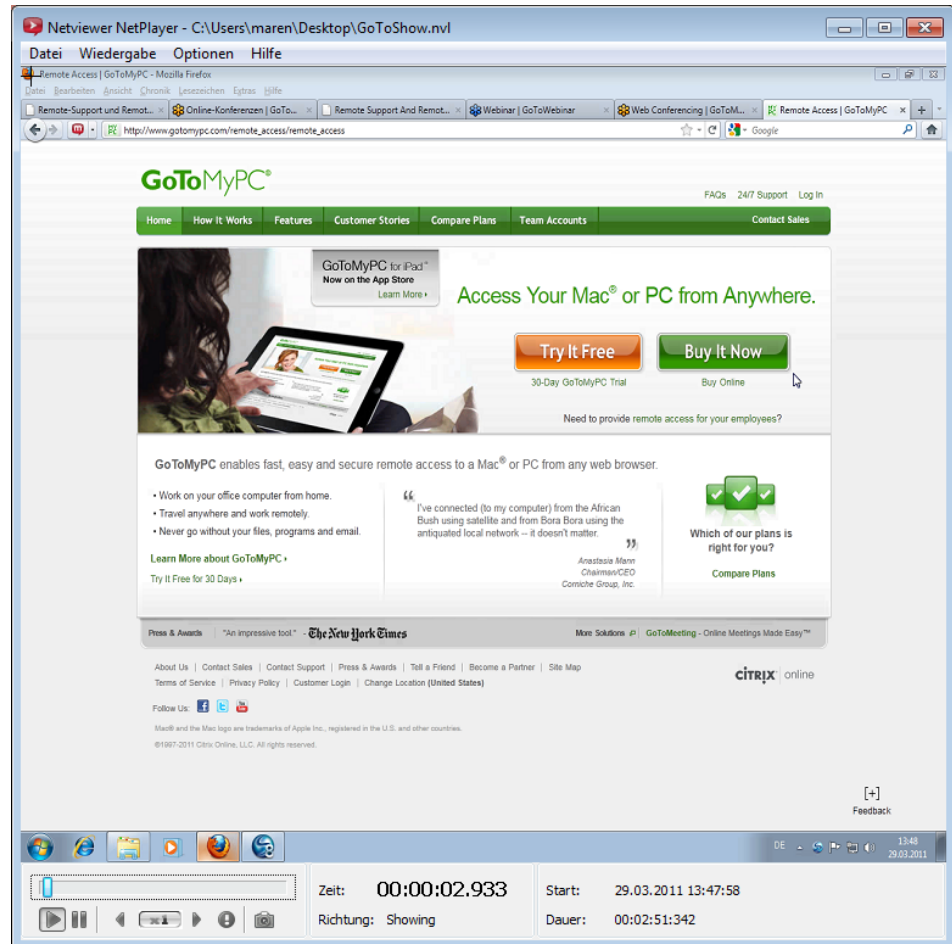 Netviewer NetPlayer - C:\Users\maren\Desktop\GoToShow.nvl
Datei Wiedergabe Optionen Hilfe
Remote Access | GoToMyPC - Mozilla Firefox
Datei Bearbeiten Ansicht Chronik Lesezeichen Extras Hilfe
Remote-Support und Remot... Online-Konferenzen | GoTo... Remote Support And Remot... Webinar | GoToWebinar Web Conferencing | GoToM... Remote Access | GoToMyPC
http://www.gotomypc.com/remote_access/remote_access Google
GoToMyPC®
FAQs 24/7 Support Log In
Home How It Works Features Customer Stories Compare Plans Team Accounts Contact Sales
GoToMyPC for iPad™
Now on the App Store
Learn More
Access Your Mac® or PC from Anywhere.
Try It Free Buy It Now
30-Day GoToMyPC Trial Buy Online
Need to provide remote access for your employees?
GoToMyPC enables fast, easy and secure remote access to a Mac® or PC from any web browser.
• Work on your office computer from home.
• Travel anywhere and work remotely.
• Never go without your files, programs and email.
Learn More about GoToMyPC
Try It Free for 30 Days
“I've connected (to my computer) from the African
Bush using satellite and from Bora Bora using the
antiquated local network -- it doesn't matter.”
Anastasia Mann
Chairman/CEO
Corniche Group, Inc.
Which of our plans is
right for you?
Compare Plans
Press & Awards | "An impressive tool." - The New York Times More Solutions | GoToMeeting - Online Meetings Made Easy™
About Us | Contact Sales | Contact Support | Press & Awards | Tell a Friend | Become a Partner | Site Map
Terms of Service | Privacy Policy | Customer Login | Change Location (United States)
CITRIX online
Follow Us:
Mac® and the Mac logo are trademarks of Apple Inc., registered in the U.S. and other countries.
©1997-2011 Citrix Online, LLC. All rights reserved.
[+]
Feedback
DE 13:48
29.03.2011
Zeit: 00:00:02.933 Start: 29.03.2011 13:47:58
x1
Richtung: Showing Dauer: 00:02:51:342